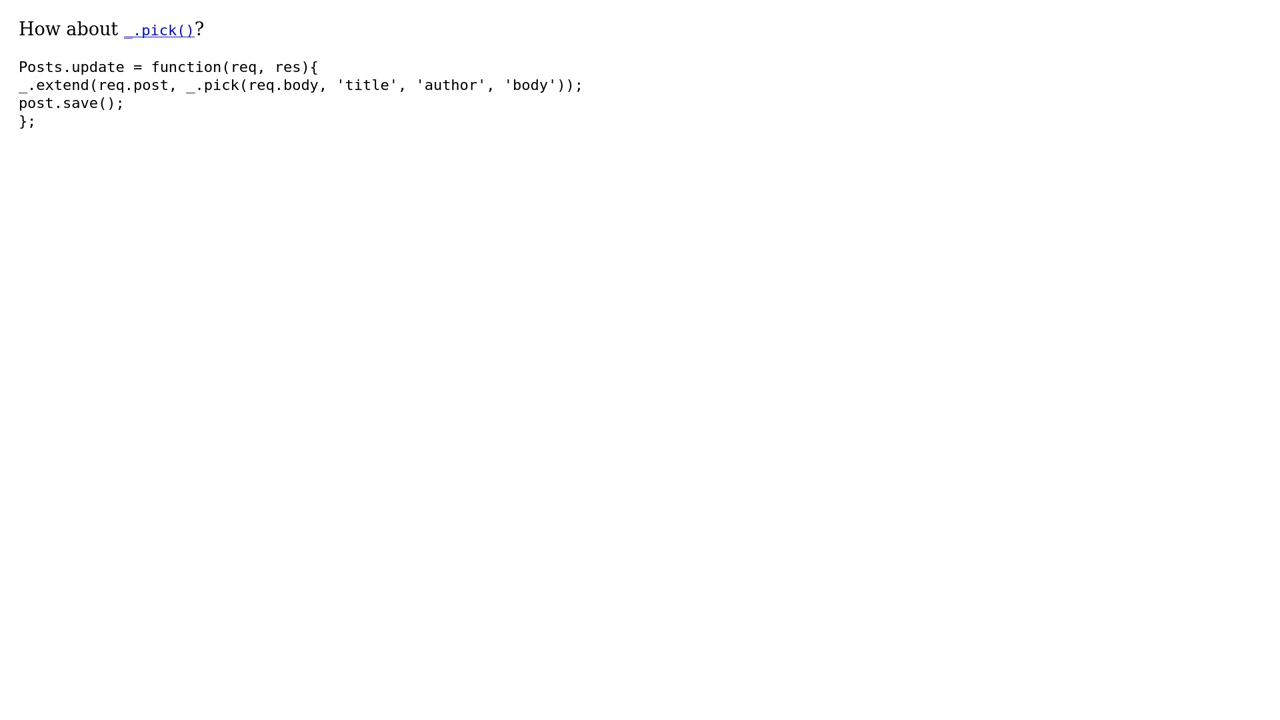 How about _.pick()?
Posts.update = function(req, res){
_.extend(req.post, _.pick(req.body, 'title', 'author', 'body'));
post.save();
};